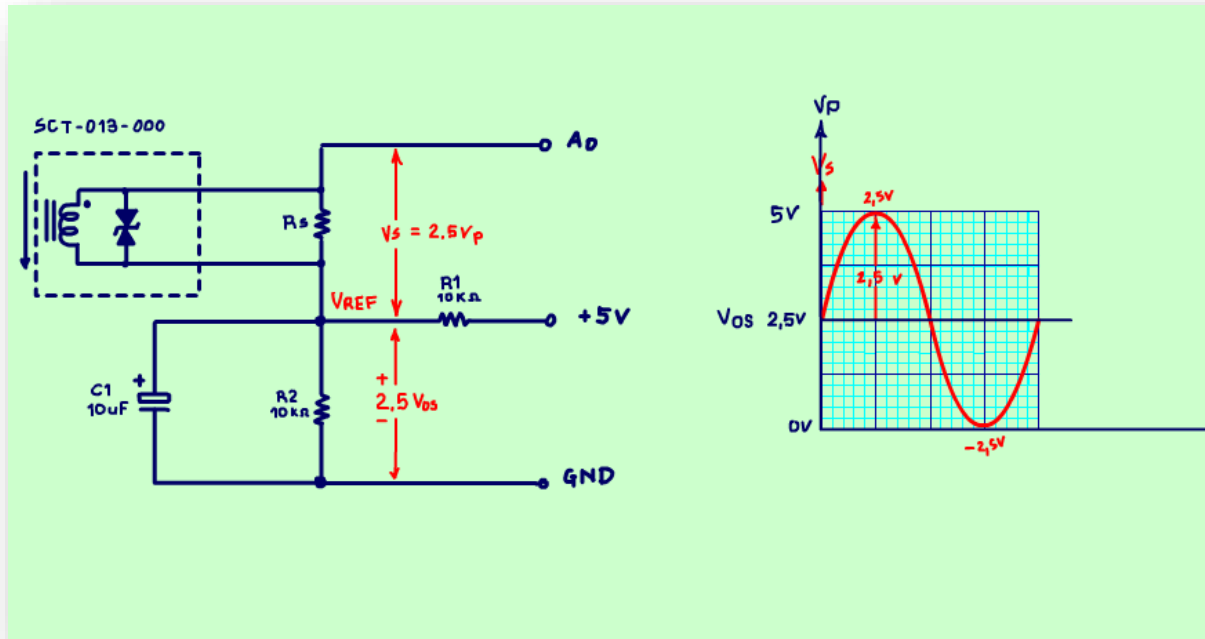 SCT-013-000
AD
Rs
Vs = 2.5Vp
VREF
R1
10KΩ
+5V
C1
+
10uF
R2
10KΩ
+
2,5 VOS
-
GND
Vp
Vs
2,5V
5V
2,5 V
VOS 2,5V
0V
-2,5V